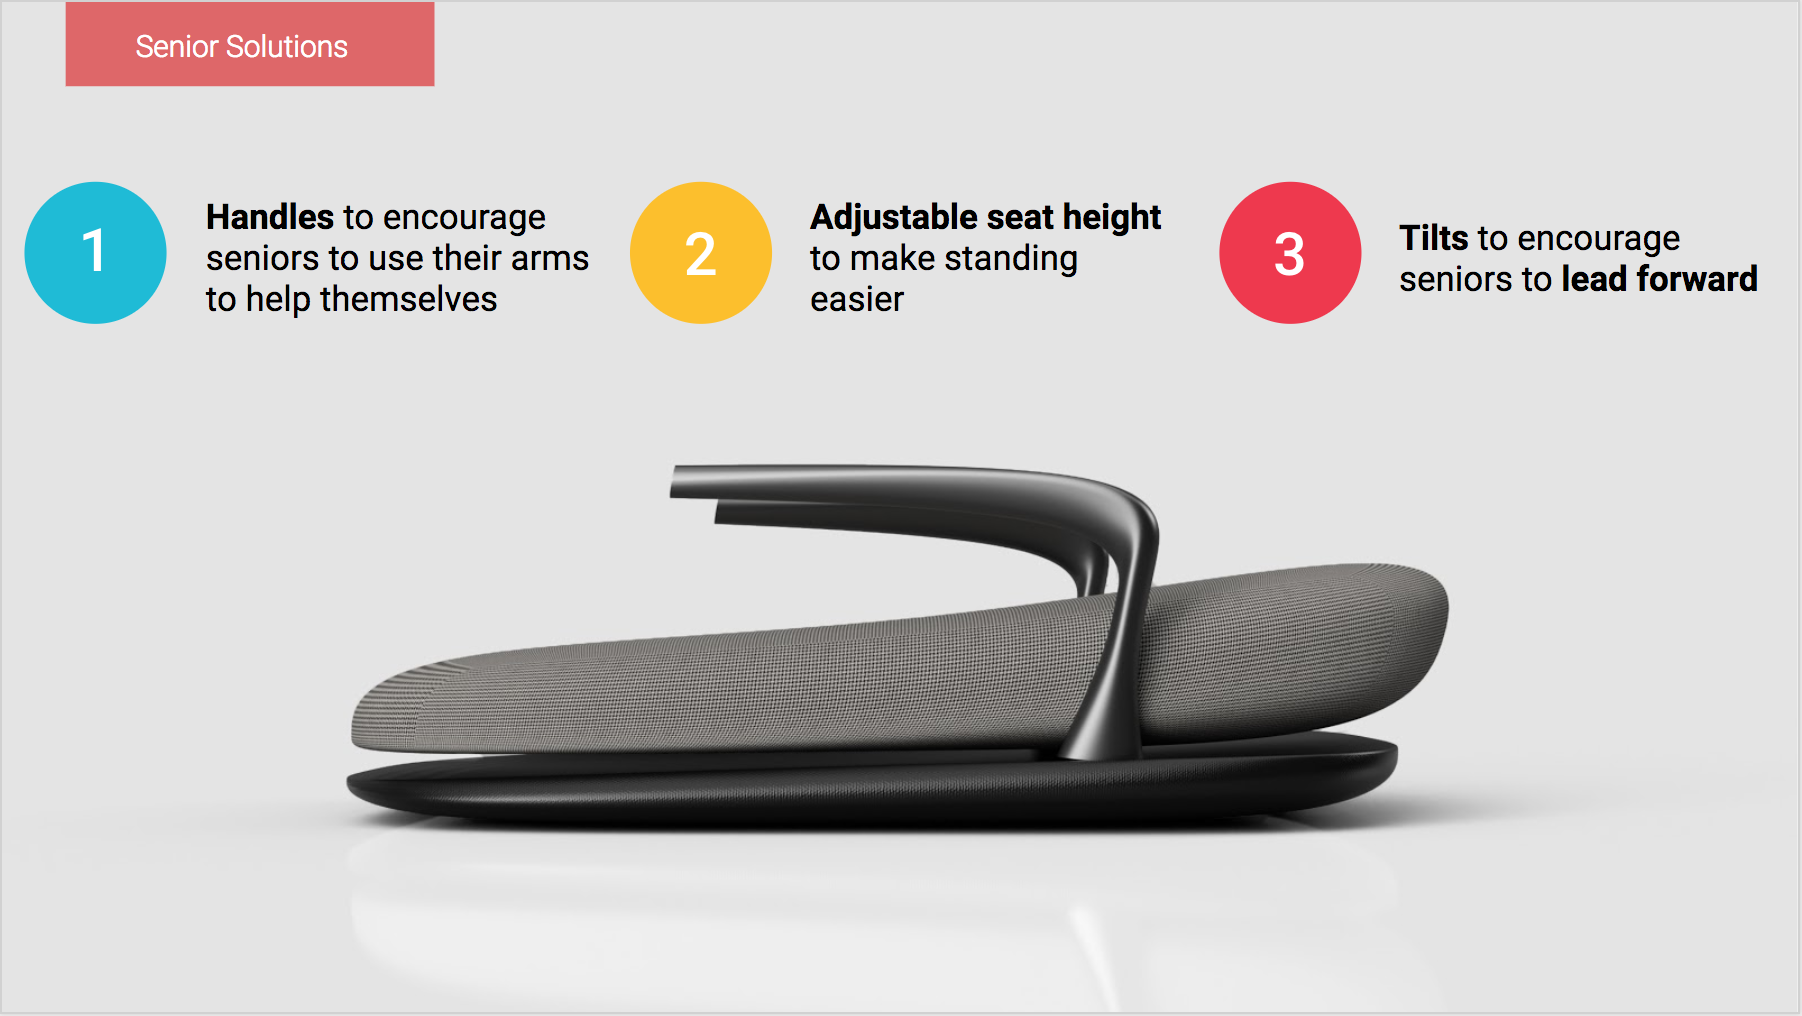 Senior Solutions
1
Handles to encourage
seniors to use their arms
to help themselves
2
Adjustable seat height
to make standing
easier
3
Tilts to encourage
seniors to lead forward